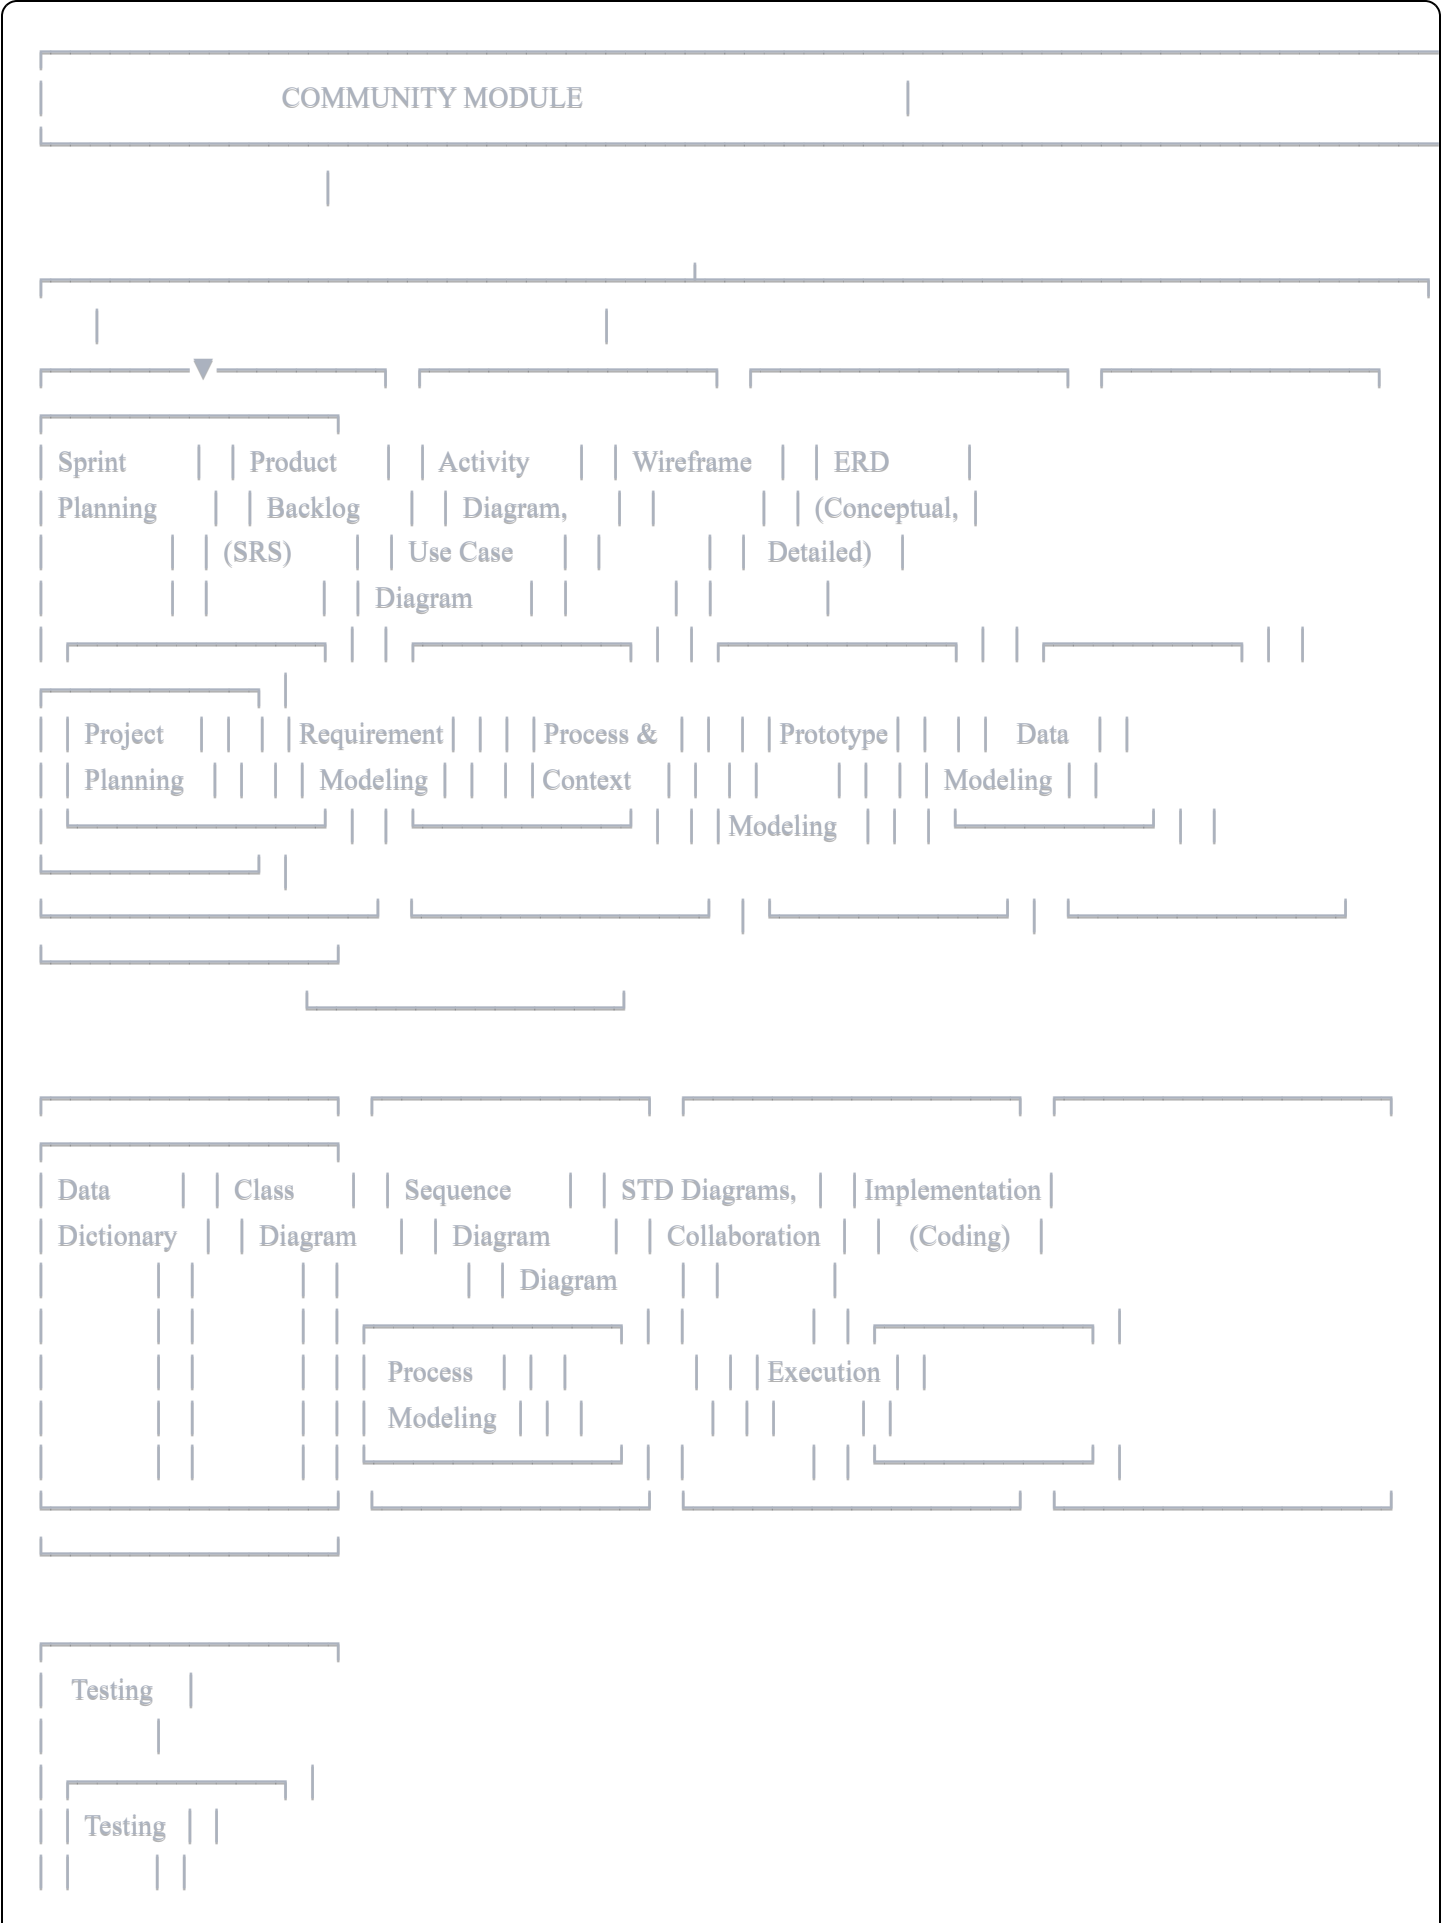 COMMUNITY MODULE
▼
Sprint Product Activity Wireframe ERD
Planning Backlog Diagram, (Conceptual,
(SRS) Use Case Detailed)
Diagram
Project Requirement Process & Prototype Data
Planning Modeling Context Modeling
Modeling
Data Class Sequence STD Diagrams, Implementation
Dictionary Diagram Diagram Collaboration (Coding)
Diagram
Process Execution
Modeling
Testing
Testing